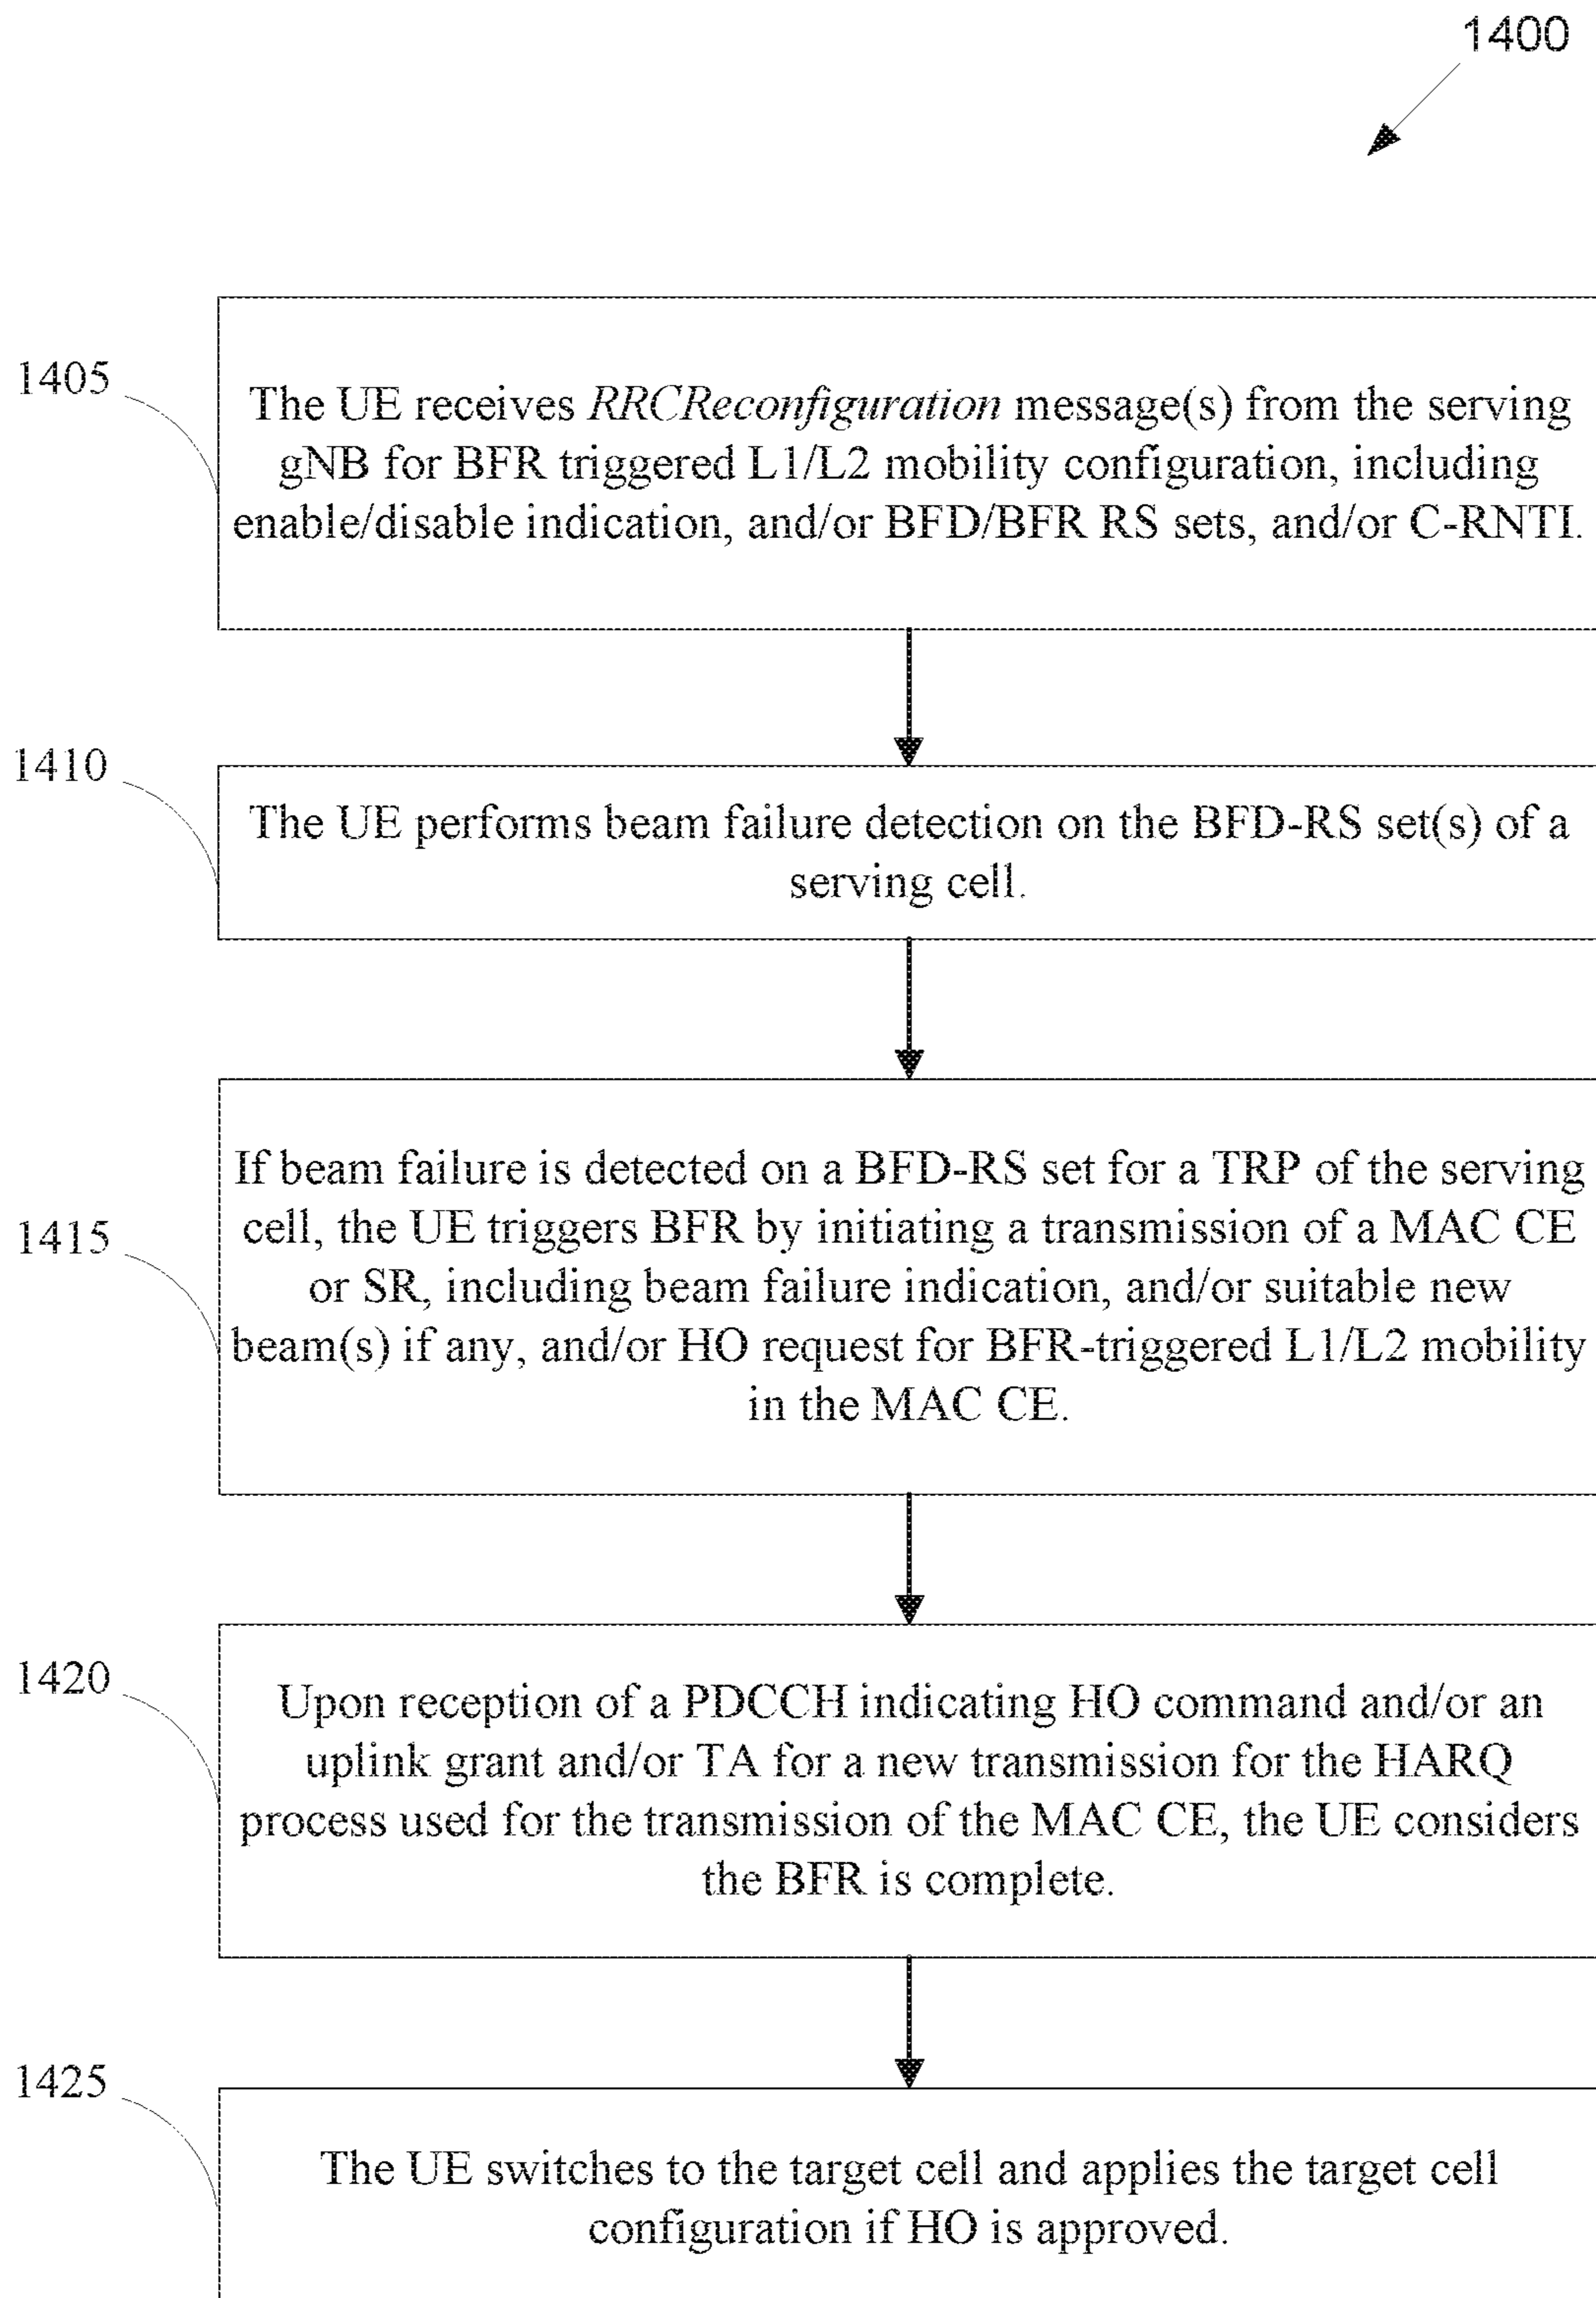 1400
1405
The UE receives RRCReconfiguration message(s) from the serving
gNB for BFR triggered L1/L2 mobility configuration, including
enable/disable indication, and/or BFD/BFR RS sets, and/or C-RNTI.
1410
The UE performs beam failure detection on the BFD-RS set(s) of a
serving cell.
1415
If beam failure is detected on a BFD-RS set for a TRP of the serving
cell, the UE triggers BFR by initiating a transmission of a MAC CE
or SR, including beam failure indication, and/or suitable new
beam(s) if any, and/or HO request for BFR-triggered L1/L2 mobility
in the MAC CE.
1420
Upon reception of a PDCCH indicating HO command and/or an
uplink grant and/or TA for a new transmission for the HARQ
process used for the transmission of the MAC CE, the UE considers
the BFR is complete.
1425
The UE switches to the target cell and applies the target cell
configuration if HO is approved.